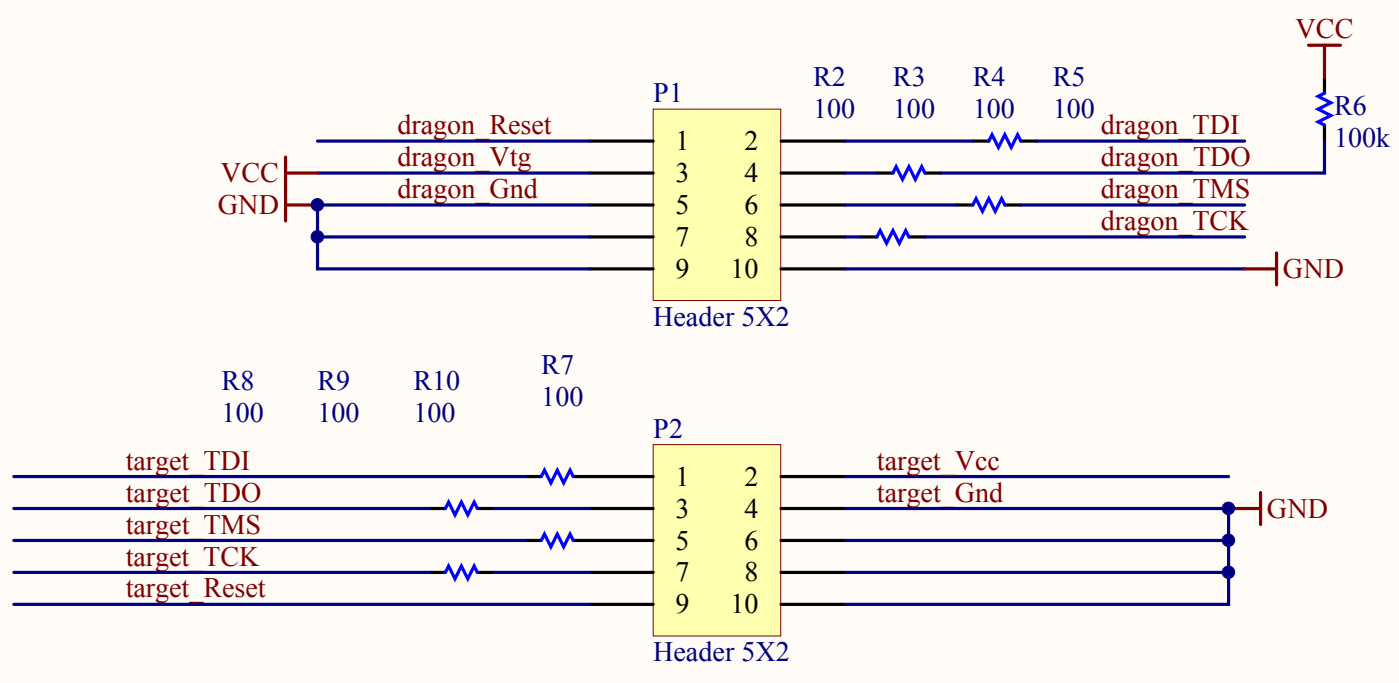 VCC
R2 R3 R4 R5
100 100 100 100
R6
100k
P1
dragon_Reset 1 2 dragon_TDI
VCC dragon_Vtg 3 4 dragon_TDO
GND dragon_Gnd 5 6 dragon_TMS
7 8 dragon_TCK
9 10 GND
Header 5X2
R8 R9 R10 R7
100 100 100 100
P2
target_TDI 1 2 target_Vcc
target_TDO 3 4 target_Gnd GND
target_TMS 5 6
target_TCK 7 8
target_Reset 9 10
Header 5X2